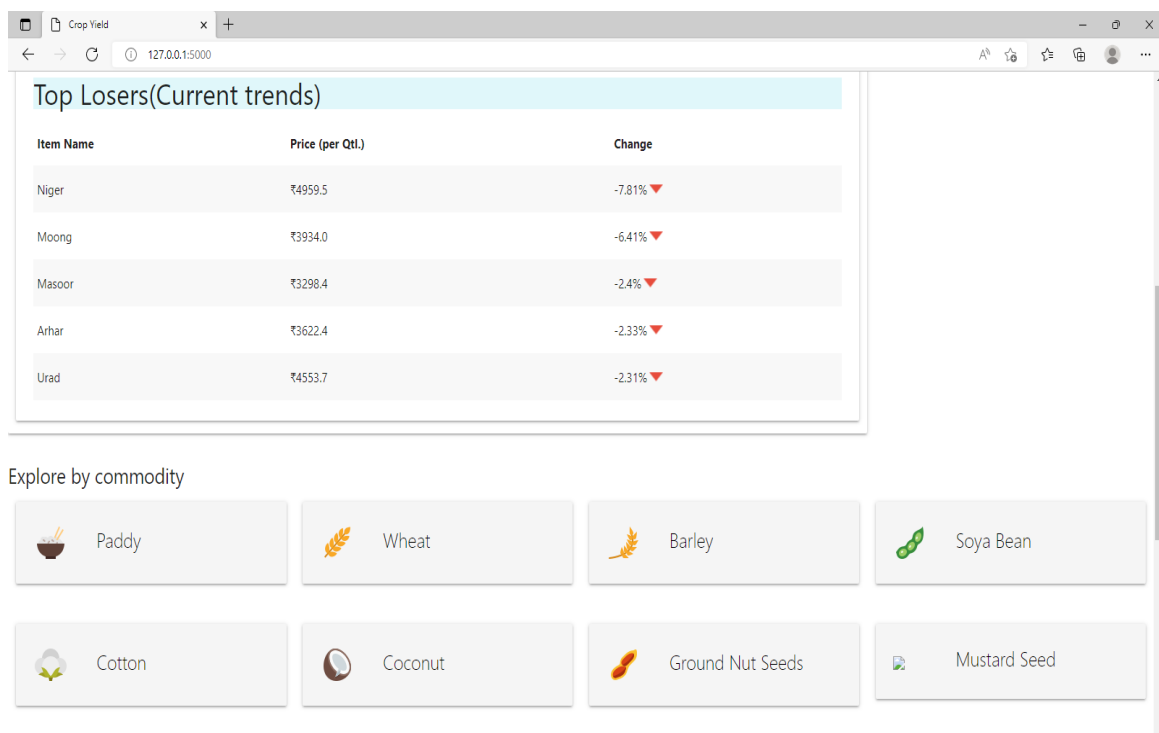 Crop Yield
127.0.0.1:5000
Top Losers(Current trends)
Item Name Price (per Qtl.) Change
Niger ₹4959.5 -7.81%
Moong ₹3934.0 -6.41%
Masoor ₹3298.4 -2.4%
Arhar ₹3622.4 -2.33%
Urad ₹4553.7 -2.31%
Explore by commodity
Paddy Wheat Barley Soya Bean
Cotton Coconut Ground Nut Seeds Mustard Seed